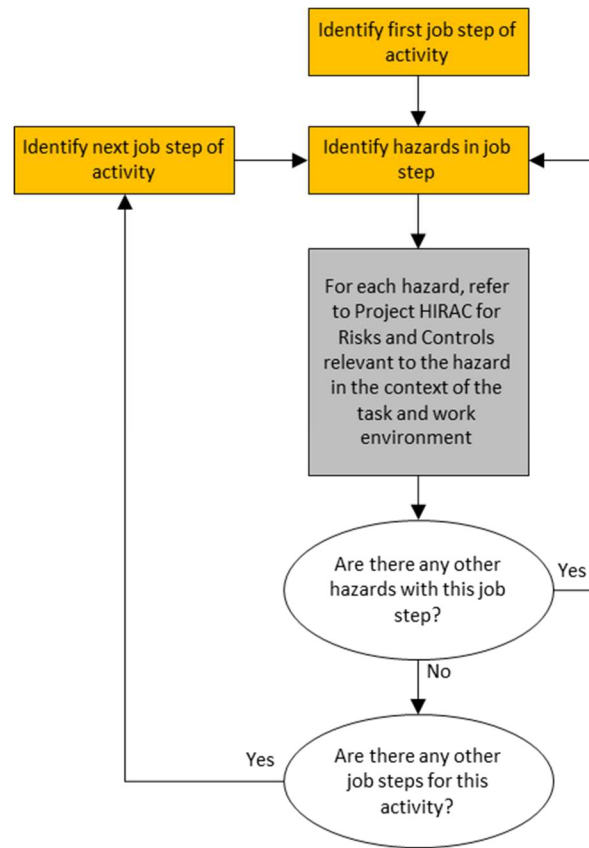 Identify first job step of
activity
Identify next job step of
activity
Identify hazards in job
step
For each hazard, refer
to Project HIRAC for
Risks and Controls
relevant to the hazard
in the context of the
task and work
environment
Are there any other
hazards with this job
step?
Yes
No
Are there any other
job steps for this
activity?
Yes